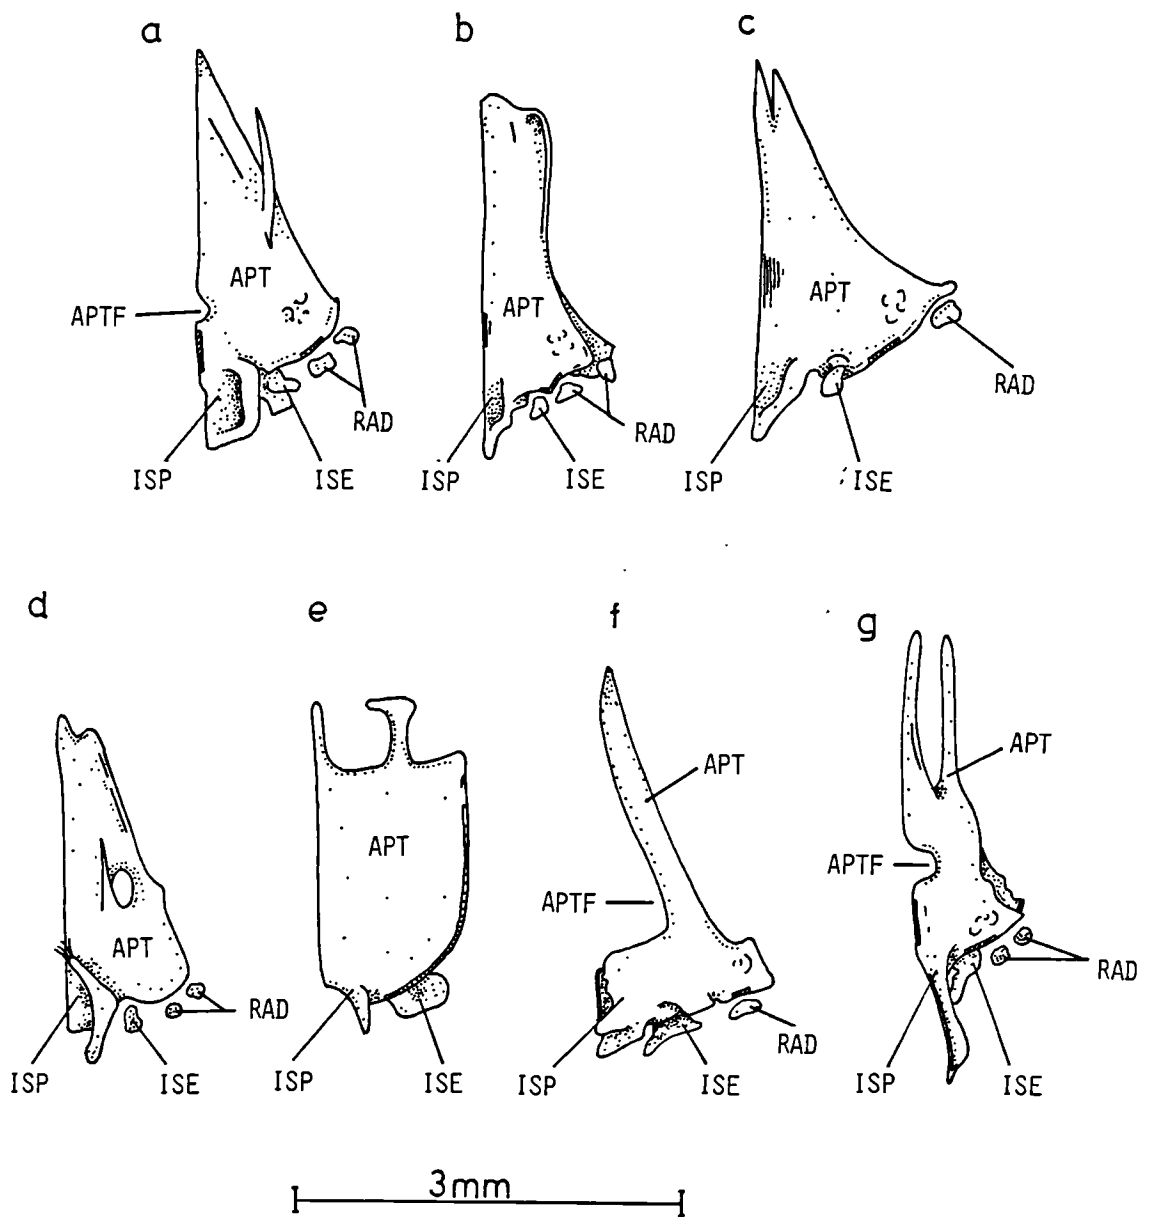 a
b
c
APT
APTF
RAD
ISP
ISE
APT
RAD
ISP
ISE
APT
RAD
ISP
ISE
d
e
f
g
APT
RAD
ISP
ISE
APT
ISP
ISE
APT
APTF
RAD
ISP
ISE
APT
APTF
RAD
ISP
ISE
3mm